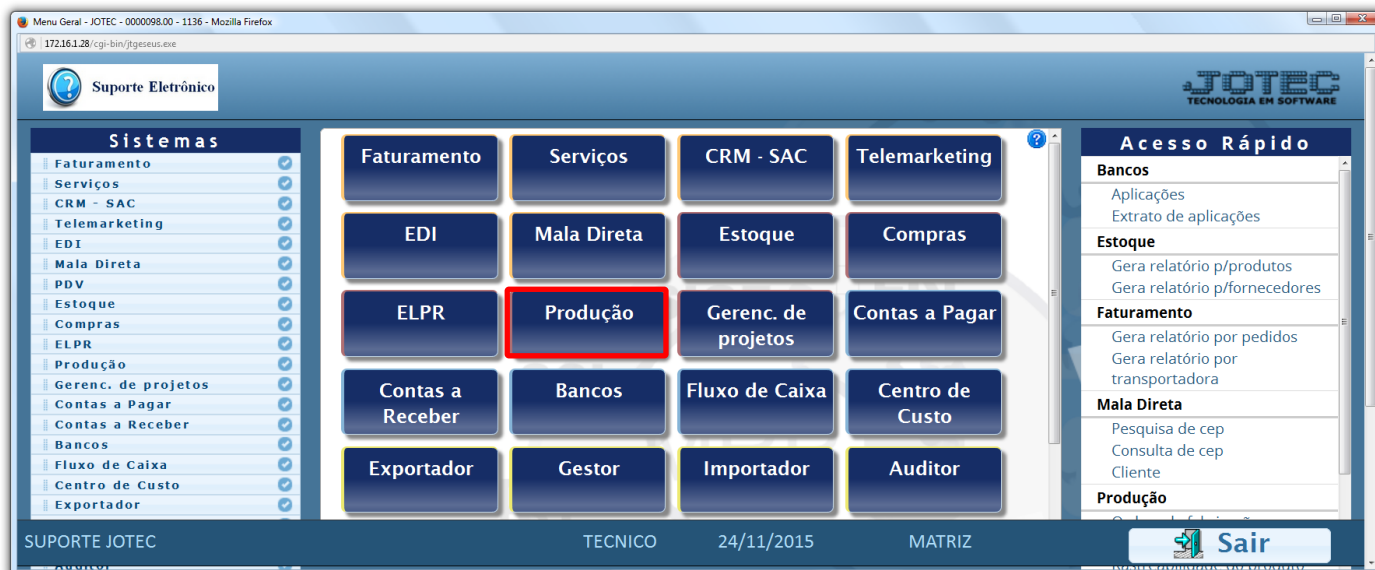 Menu Geral - JOTEC - 0000098.00 - 1136 - Mozilla Firefox
172.16.1.28/cgi-bin/jtgeseus.exe
Suporte Eletrônico
JOTEC
TECNOLOGIA EM SOFTWARE
Sistemas
Faturamento
Serviços
CRM - SAC
Telemarketing
EDI
Mala Direta
PDV
Estoque
Compras
ELPR
Produção
Gerenc. de projetos
Contas a Pagar
Contas a Receber
Bancos
Fluxo de Caixa
Centro de Custo
Exportador
Faturamento
Serviços
CRM - SAC
Telemarketing
EDI
Mala Direta
Estoque
Compras
ELPR
Produção
Gerenc. de
projetos
Contas a Pagar
Contas a
Receber
Bancos
Fluxo de Caixa
Centro de
Custo
Exportador
Gestor
Importador
Auditor
Acesso Rápido
Bancos
Aplicações
Extrato de aplicações
Estoque
Gera relatório p/produtos
Gera relatório p/fornecedores
Faturamento
Gera relatório por pedidos
Gera relatório por
transportadora
Mala Direta
Pesquisa de cep
Consulta de cep
Cliente
Produção
SUPORTE JOTEC
TECNICO
24/11/2015
MATRIZ
Sair